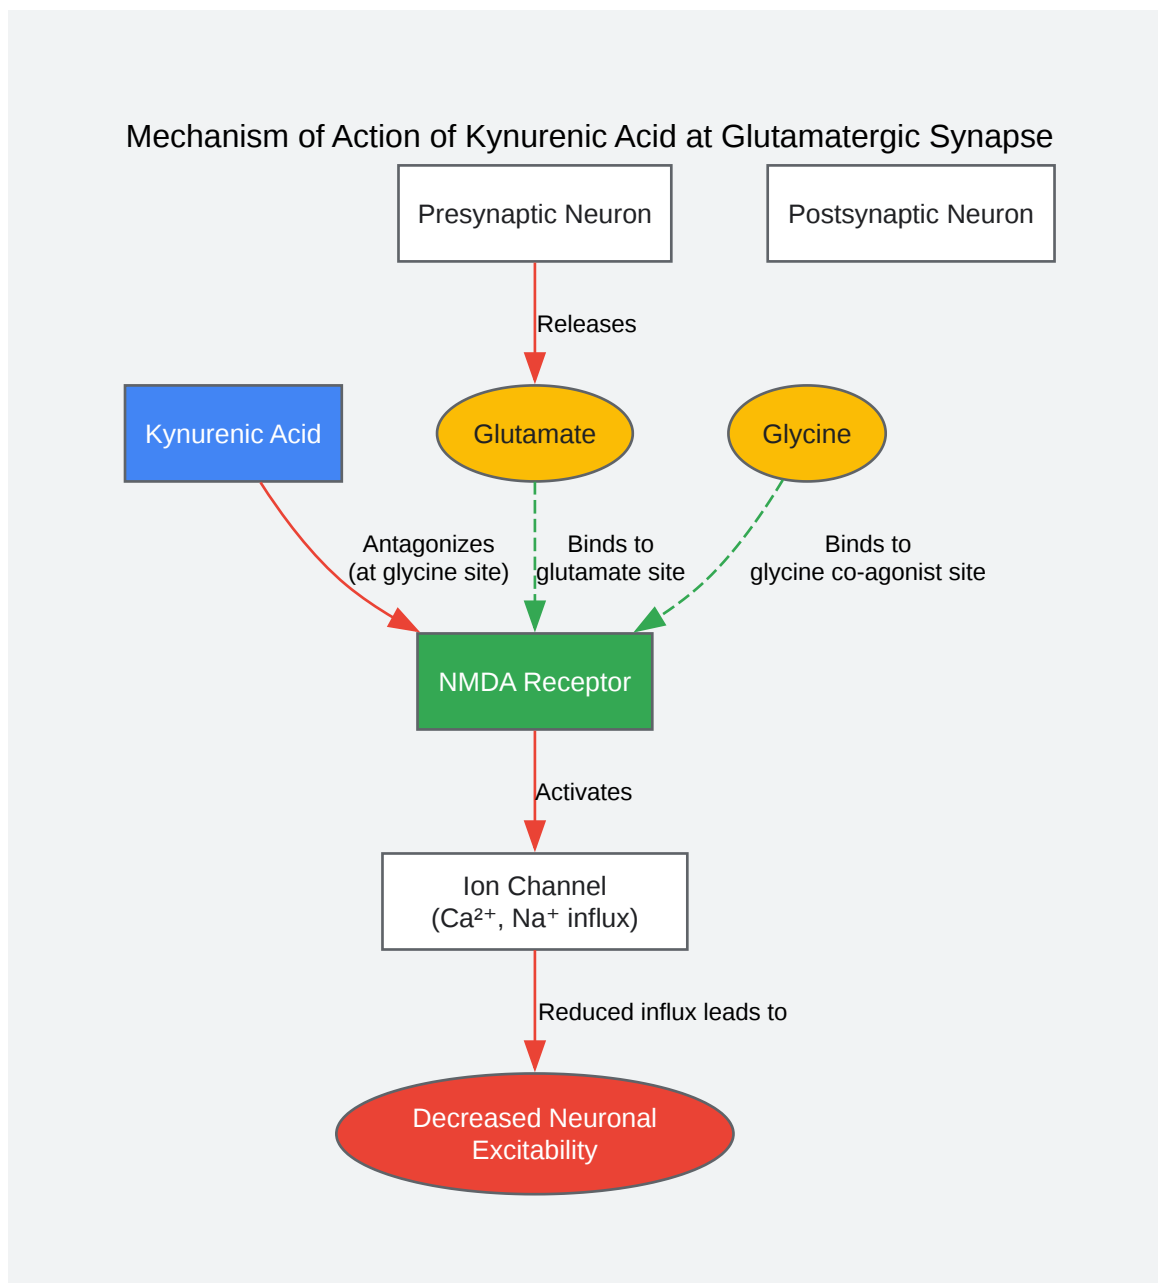 Mechanism of Action of Kynurenic Acid at Glutamatergic Synapse
Presynaptic Neuron
Postsynaptic Neuron
Releases
Kynurenic Acid
Glutamate
Glycine
Antagonizes
(at glycine site)
Binds to
glutamate site
Binds to
glycine co-agonist site
NMDA Receptor
Activates
Ion Channel
(Ca²⁺, Na⁺ influx)
Reduced influx leads to
Decreased Neuronal
Excitability